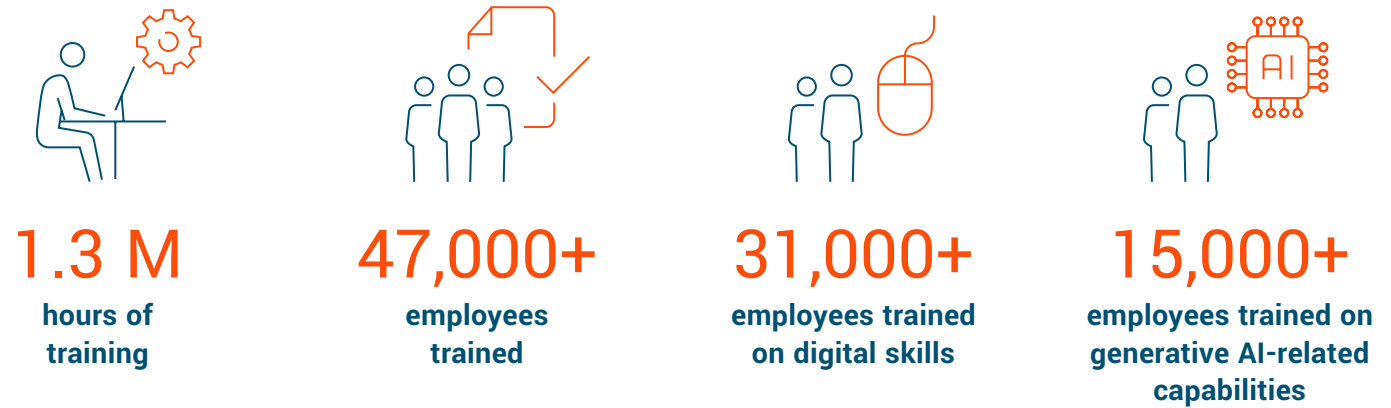 AI
1.3 M
hours of
training
47,000+
employees
trained
31,000+
employees trained
on digital skills
15,000+
employees trained on
generative AI-related
capabilities